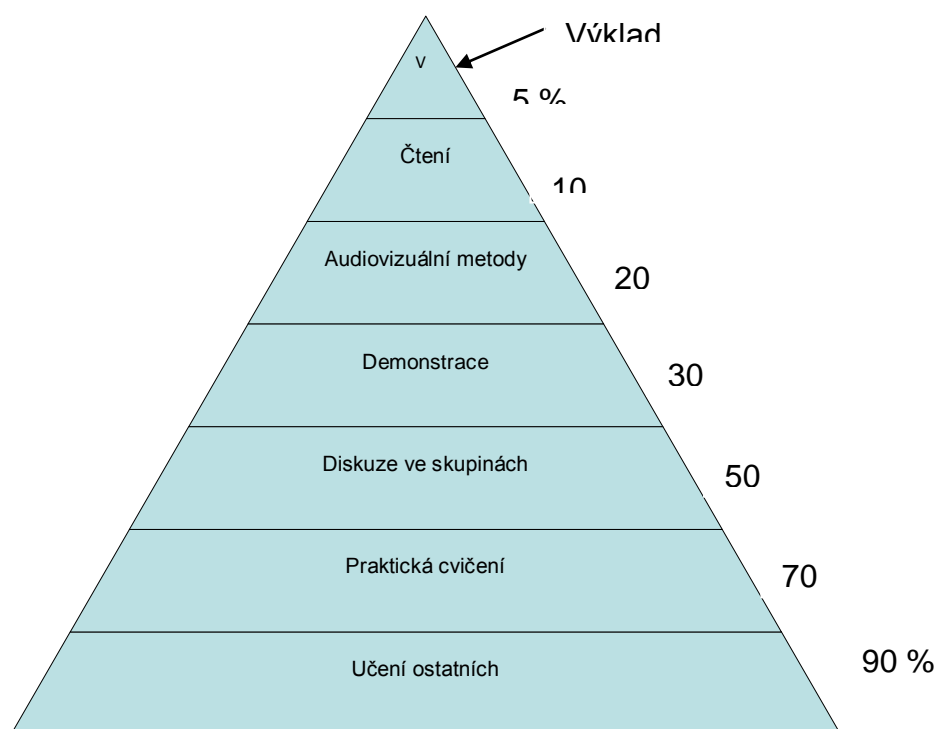 Výklad
V
5 %
Čtení
10
Audiovizuální metody
20
Demonstrace
30
Diskuze ve skupinách
50
Praktická cvičení
70
Učení ostatních
90 %